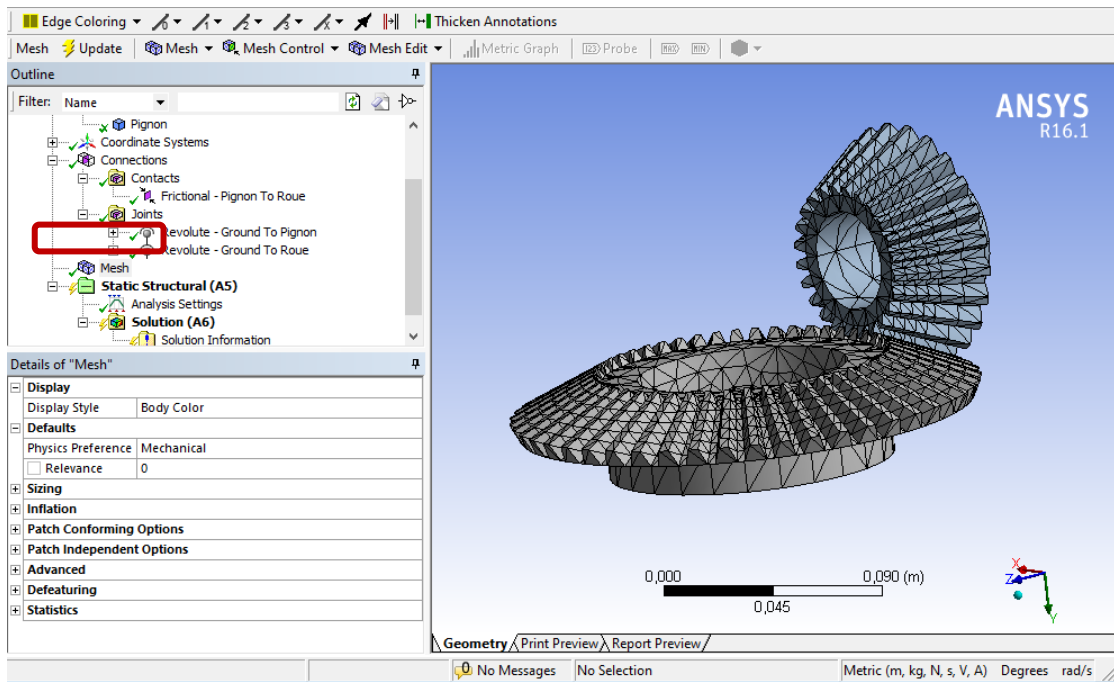 Edge Coloring Thicken Annotations
Mesh Update Mesh Mesh Control Mesh Edit Metric Graph Probe MAX MIN
Outline
Filter: Name
Pignon
Coordinate Systems
Connections
Contacts
Frictional - Pignon To Roue
Joints
Revolute - Ground To Pignon
Revolute - Ground To Roue
Mesh
Static Structural (A5)
Analysis Settings
Solution (A6)
Solution Information
Details of "Mesh"
Display
Display Style Body Color
Defaults
Physics Preference Mechanical
Relevance 0
Sizing
Inflation
Patch Conforming Options
Patch Independent Options
Advanced
Defeaturing
Statistics
ANSYS
R16.1
0,000 0,090 (m)
0,045
X
Z
Y
Geometry Print Preview Report Preview
0 No Messages No Selection Metric (m, kg, N, s, V, A) Degrees rad/s